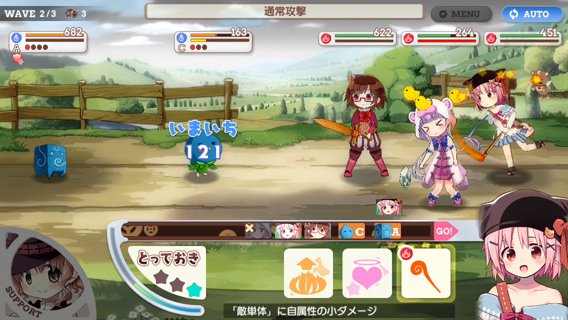 WAVE 2/3 3
通常攻撃
MENU
AUTO
682
A
163
C
622
264
451
いまいち
121
C
A
GO!
とっておき
SUPPORT
「敵単体」に自属性の小ダメージ